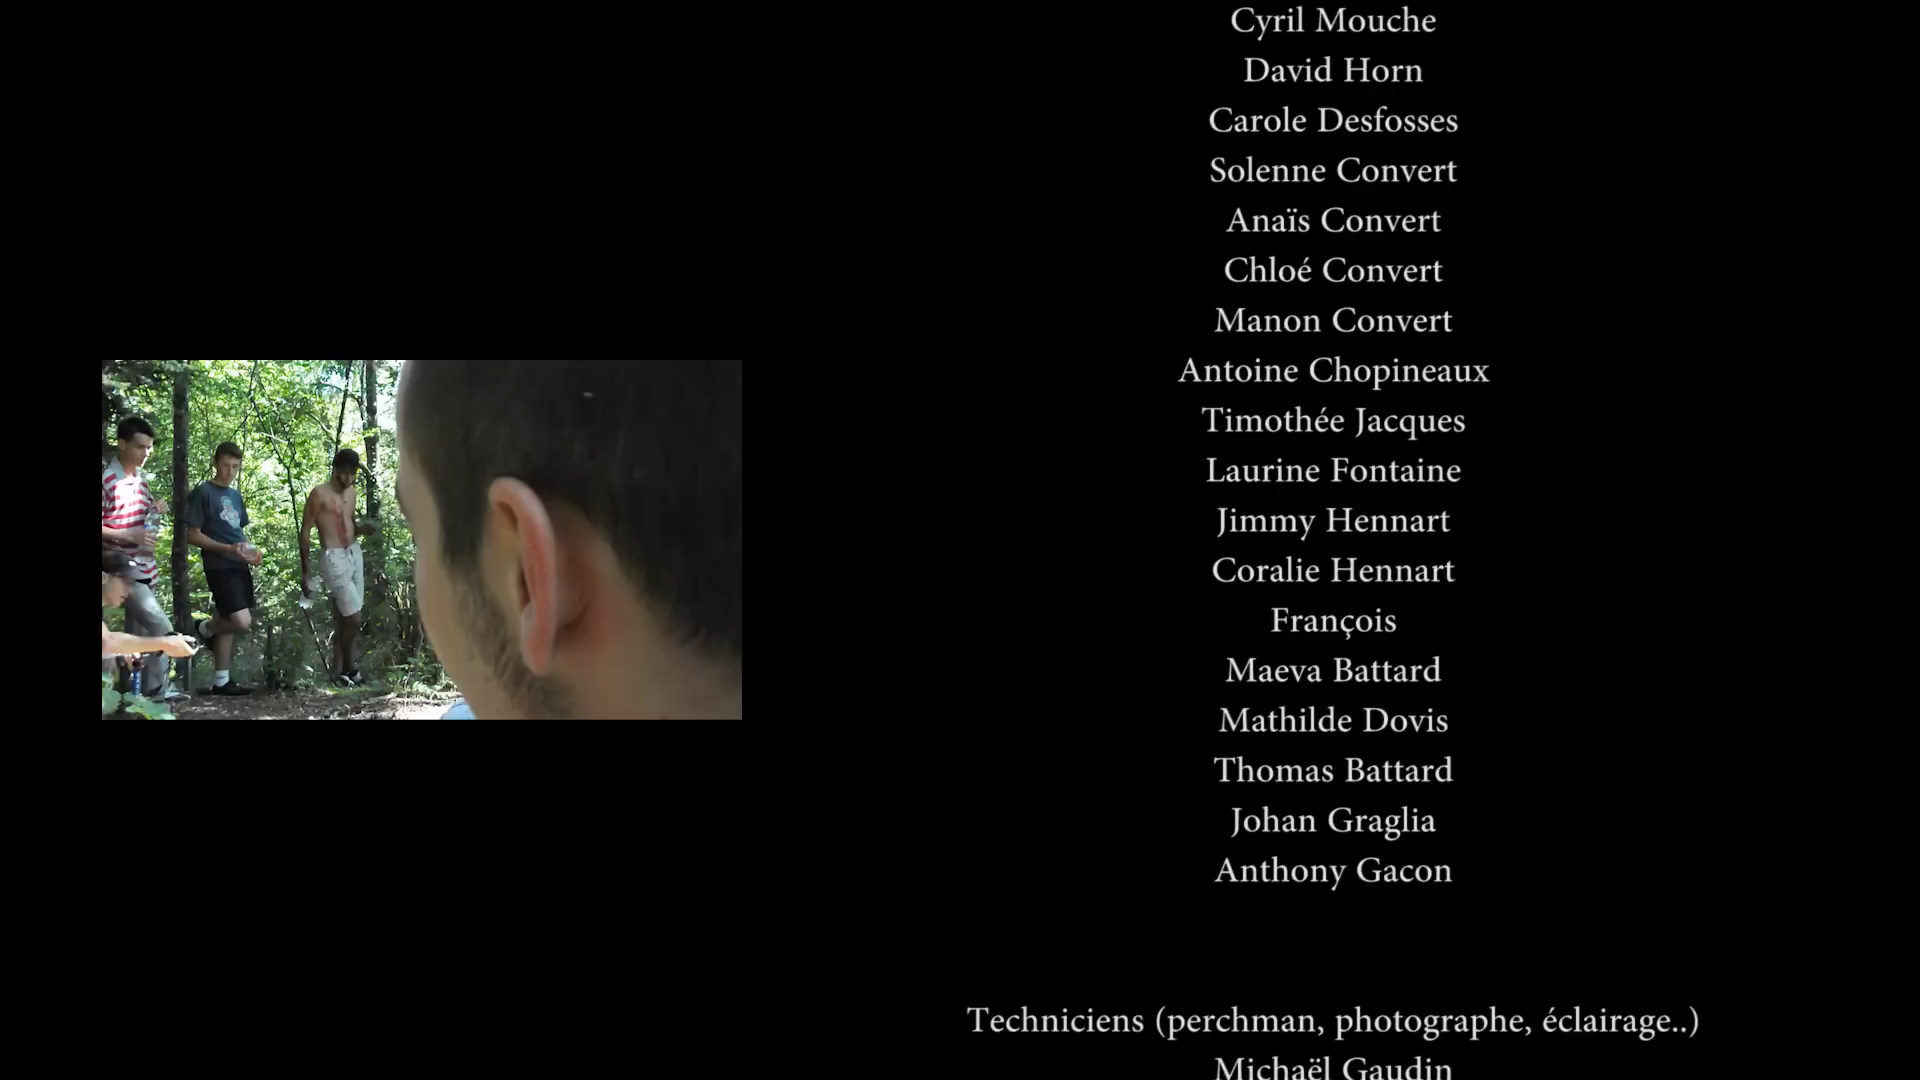 Cyril Mouche
David Horn
Carole Desfosses
Solenne Convert
Anaïs Convert
Chloé Convert
Manon Convert
Antoine Chopineaux
Timothée Jacques
Laurine Fontaine
Jimmy Hennart
Coralie Hennart
François
Maeva Battard
Mathilde Dovis
Thomas Battard
Johan Graglia
Anthony Gacon
Techniciens (perchman, photographe, éclairage..)
Michaël Gaudin